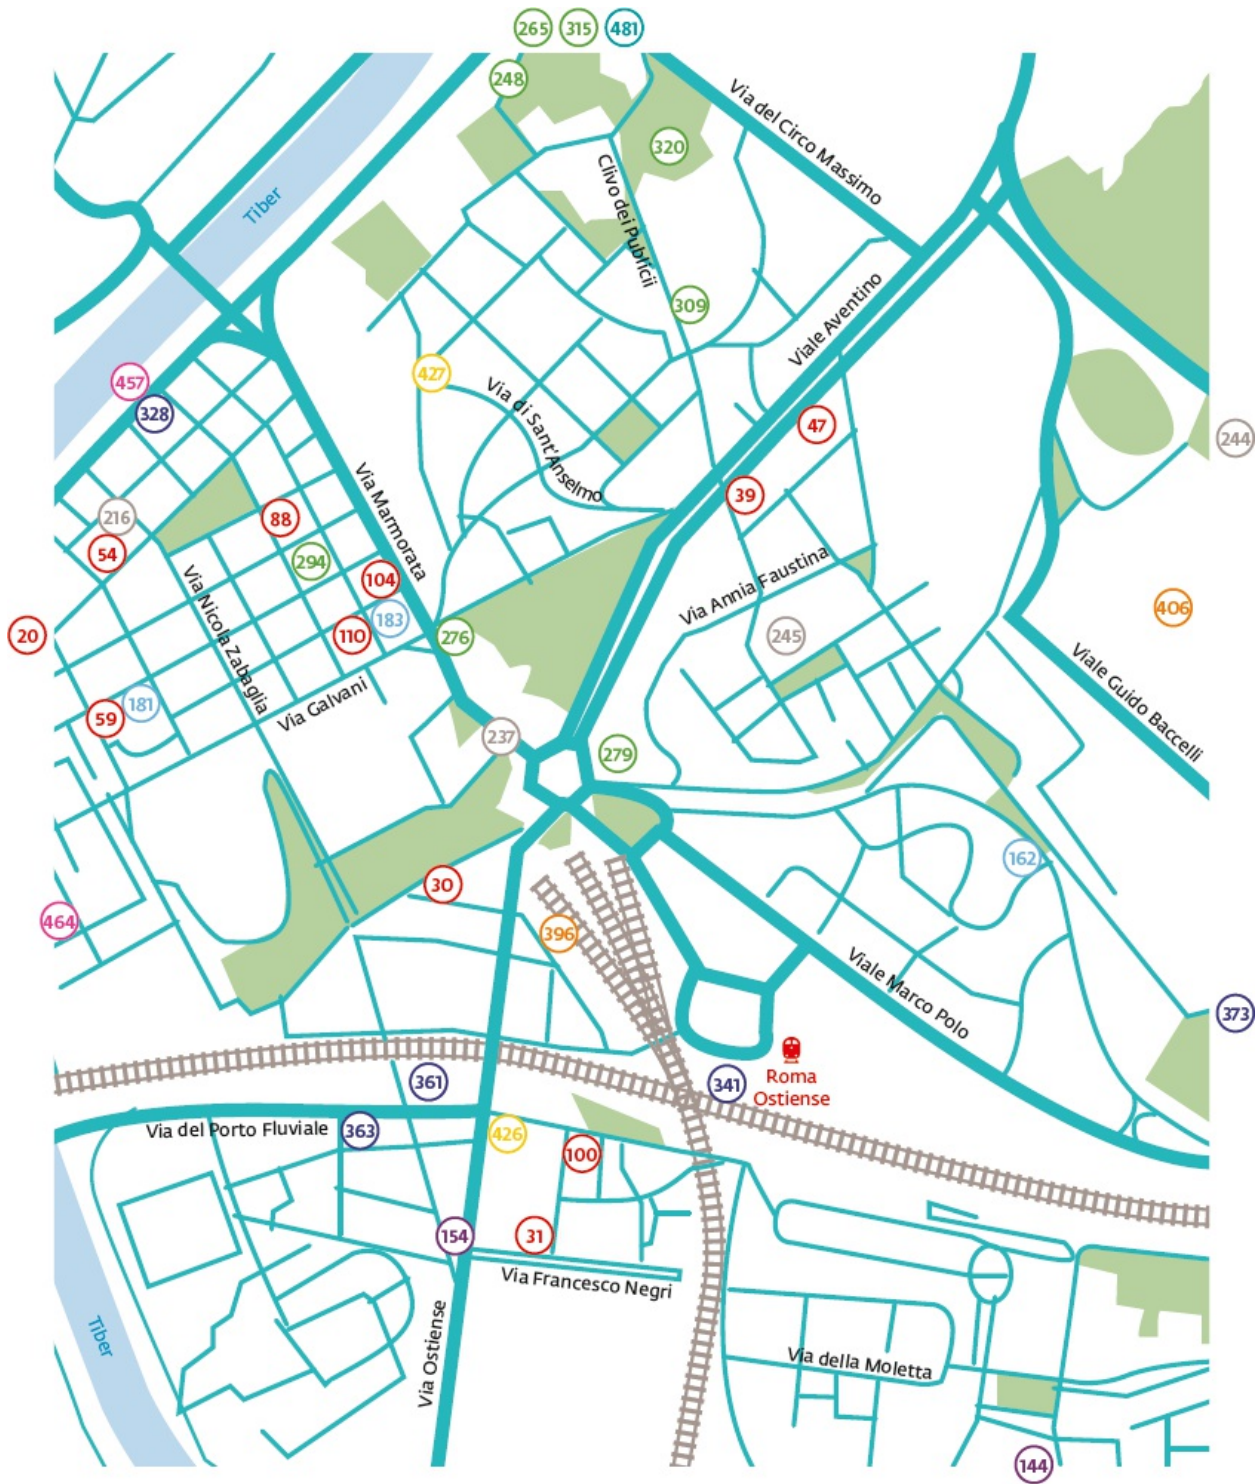 265 315 481
248
Via del Circo Massimo
320
Clivo dei Publicii
Tiber
309
Viale Aventino
457
427
328
Via di Sant'Anselmo
47
244
Via Marmorata
39
216
88
54
294
Via Annia Faustina
104
Via Nicola Zabaglia
183
406
20
110
276
245
Viale Guido Baccelli
181
59
Via Galvani
237
279
162
30
464
396
Viale Marco Polo
373
Roma
Ostiense
361
341
Via del Porto Fluviale
363
426
100
154
31
Via Francesco Negri
Tiber
Via Ostiense
Via della Moletta
144